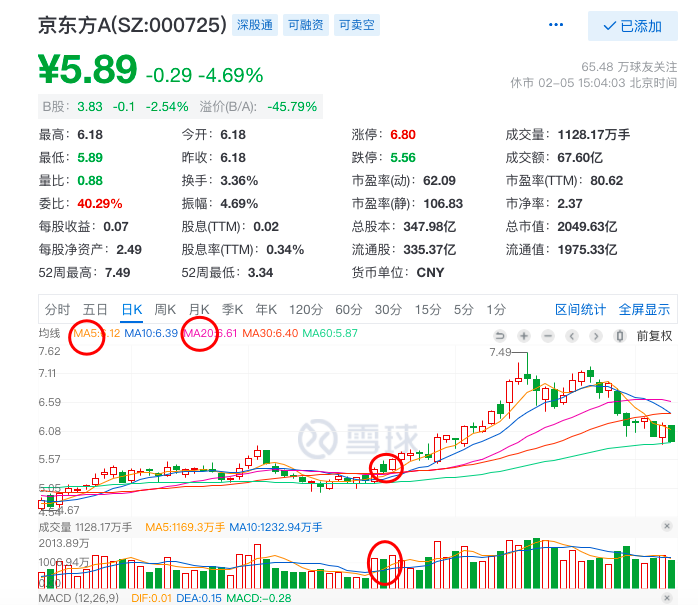 京东方A(SZ:000725) 深股通 可融资 可卖空 ··· ✓已添加
¥5.89 -0.29 -4.69%
65.48 万球友关注
休市 02-05 15:04:03 北京时间
B股: 3.83 -0.1 -2.54% 溢价(B/A): -45.79%
最高: 6.18 今开: 6.18 涨停: 6.80 成交量: 1128.17万手
最低: 5.89 昨收: 6.18 跌停: 5.56 成交额: 67.60亿
量比: 0.88 换手: 3.36% 市盈率(动): 62.09 市盈率(TTM): 80.62
委比: 40.29% 振幅: 4.69% 市盈率(静): 106.83 市净率: 2.37
每股收益: 0.07 股息(TTM): 0.02 总股本: 347.98亿 总市值: 2049.63亿
每股净资产: 2.49 股息率(TTM): 0.34% 流通股: 335.37亿 流通值: 1975.33亿
52周最高: 7.49 52周最低: 3.34 货币单位: CNY
分时 五日 日K 周K 月K 季K 年K 120分 60分 30分 15分 5分 1分 区间统计 全屏显示
均线 MA5:6.12 MA10:6.39 MA20:6.61 MA30:6.40 MA60:5.87 前复权
7.62
7.49
7.11
6.59
6.08
雪球
5.57
5.05
4.54
4.67
成交量 1128.17万手 MA5:1169.3万手 MA10:1232.94万手
2013.89万
MACD (12,26,9) DIF:0.01 DEA:0.15 MACD:-0.28